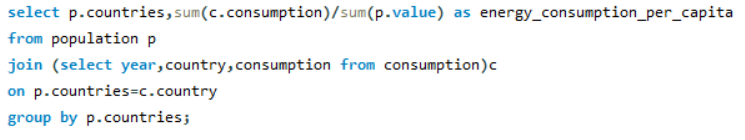 select p.countries,sum(c.consumption)/sum(p.value) as energy_consumption_per_capita
from population p
join (select year,country,consumption from consumption)c
on p.countries=c.country
group by p.countries;